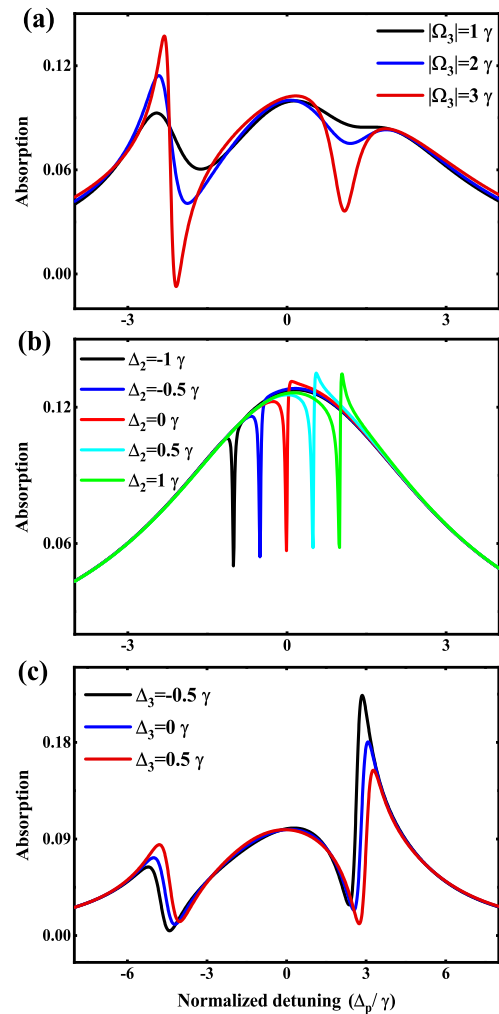 (a)
|Ω₃|=1 γ
|Ω₃|=2 γ
|Ω₃|=3 γ
0.12
0.06
0.00
Absorption
-3 0 3
(b)
Δ₂=-1 γ
Δ₂=-0.5 γ
Δ₂=0 γ
Δ₂=0.5 γ
Δ₂=1 γ
0.12
0.06
Absorption
-3 0 3
(c)
Δ₃=-0.5 γ
Δ₃=0 γ
Δ₃=0.5 γ
0.18
0.09
0.00
Absorption
-6 -3 0 3 6
Normalized detuning (Δₚ/ γ)